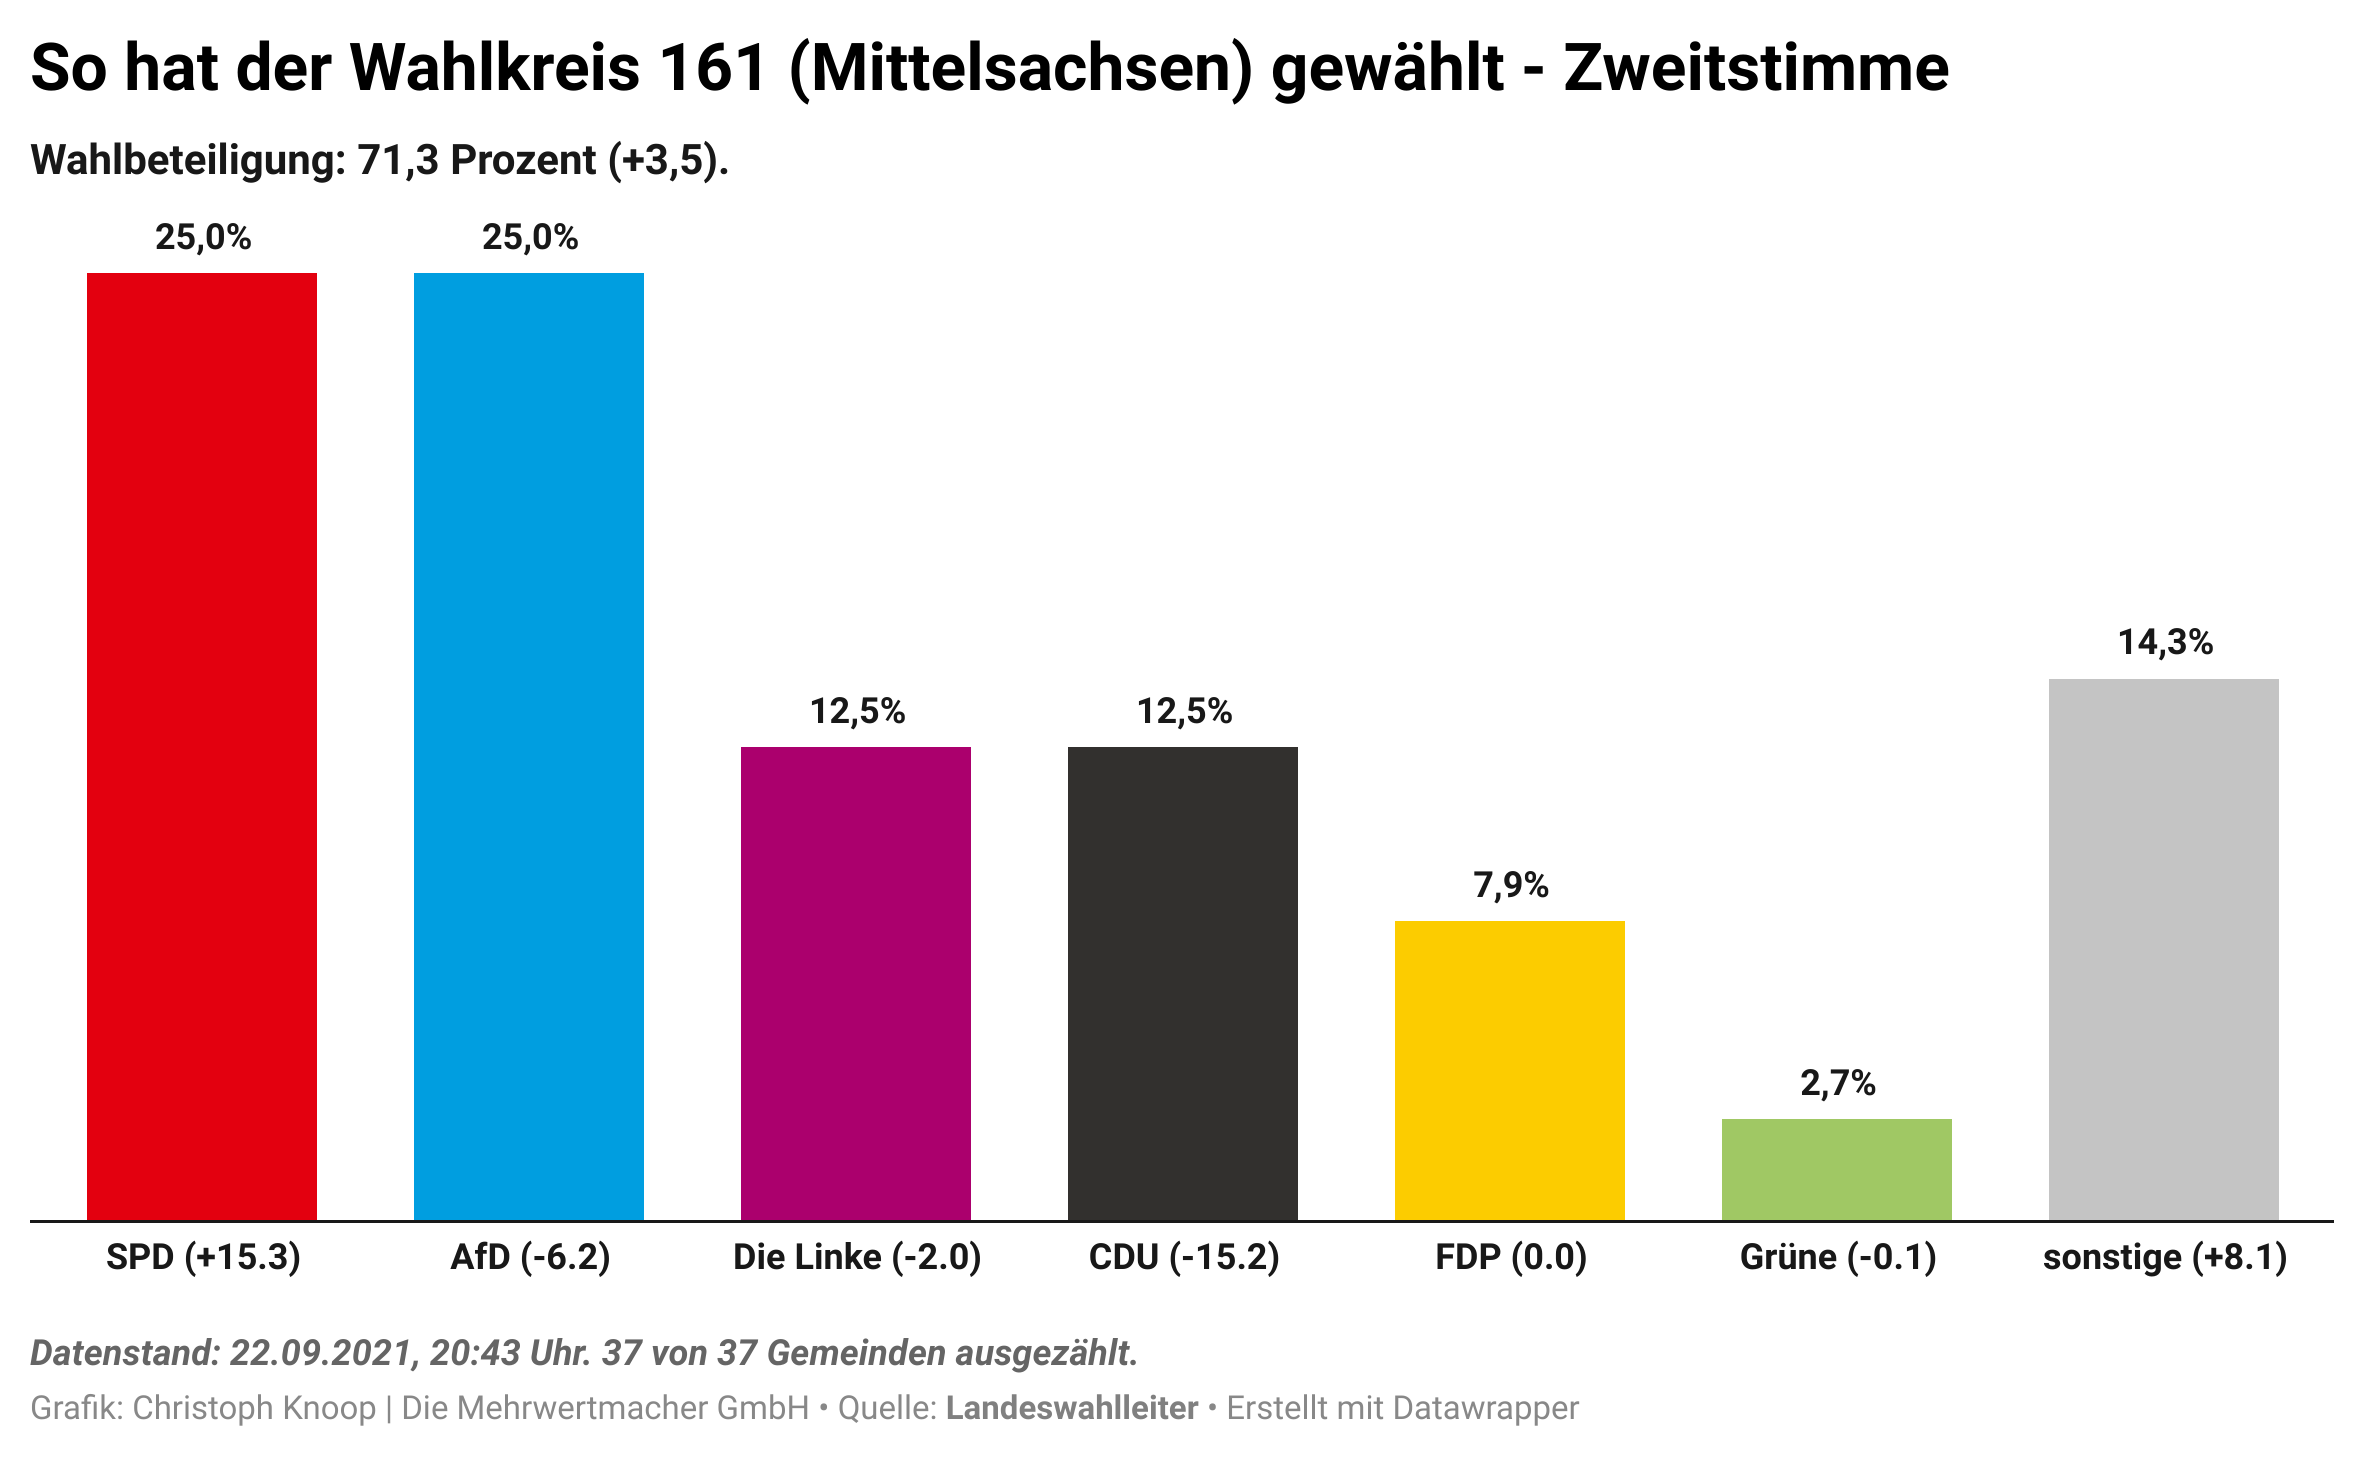 So hat der Wahlkreis 161 (Mittelsachsen) gewählt - Zweitstimme
Wahlbeteiligung: 71,3 Prozent (+3,5).
25,0%
25,0%
12,5%
12,5%
7,9%
2,7%
14,3%
SPD (+15.3)
AfD (-6.2)
Die Linke (-2.0)
CDU (-15.2)
FDP (0.0)
Grüne (-0.1)
sonstige (+8.1)
Datenstand: 22.09.2021, 20:43 Uhr. 37 von 37 Gemeinden ausgezählt.
Grafik: Christoph Knoop | Die Mehrwertmacher GmbH • Quelle: Landeswahlleiter • Erstellt mit Datawrapper